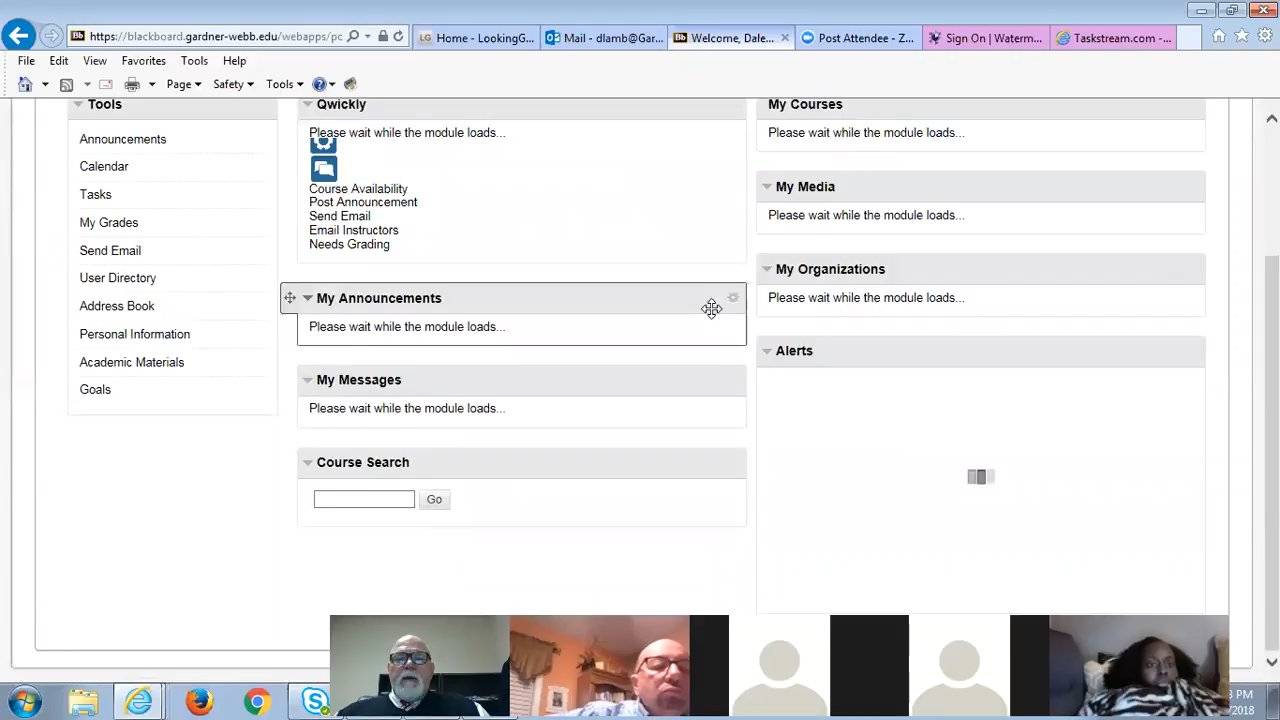 https://blackboard.gardner-webb.edu/webapps/pc
Home - LookingG...
Mail - dlamb@Gar...
Welcome, Dale...
Post Attendee - Z...
Sign On | Waterm...
Taskstream.com -...
File Edit View Favorites Tools Help
Page Safety Tools
Tools
Announcements
Calendar
Tasks
My Grades
Send Email
User Directory
Address Book
Personal Information
Academic Materials
Goals
Qwickly
Please wait while the module loads...
Course Availability
Post Announcement
Send Email
Email Instructors
Needs Grading
My Announcements
Please wait while the module loads...
My Messages
Please wait while the module loads...
Course Search
Go
My Courses
Please wait while the module loads...
My Media
Please wait while the module loads...
My Organizations
Please wait while the module loads...
Alerts
PM
2018